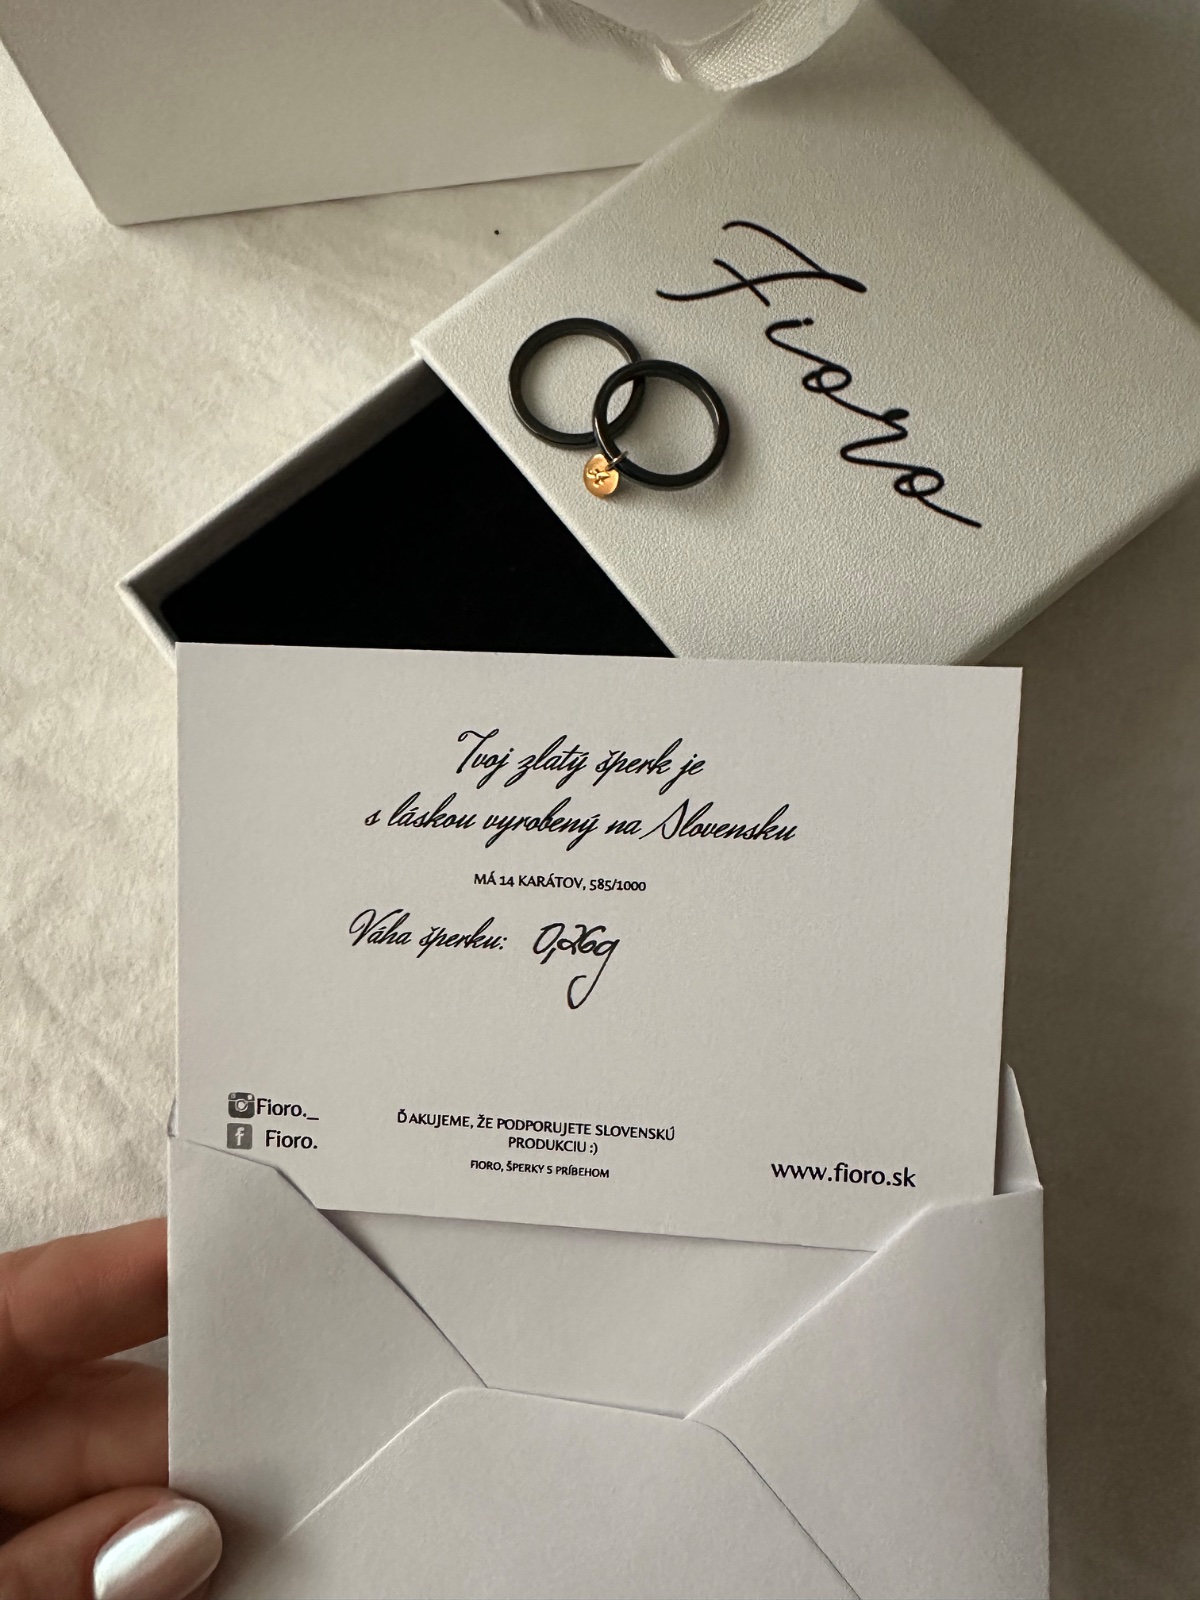 Fioro
Tvoj zlatý šperk je
s láskou vyrobený na Slovensku
MÁ 14 KARÁTOV, 585/1000
Váha šperku: 0,26g
Fioro._
Fioro.
ĎAKUJEME, ŽE PODPORUJETE SLOVENSKÚ
PRODUKCIU :)
FIORO, ŠPERKY S PRÍBEHOM
www.fioro.sk